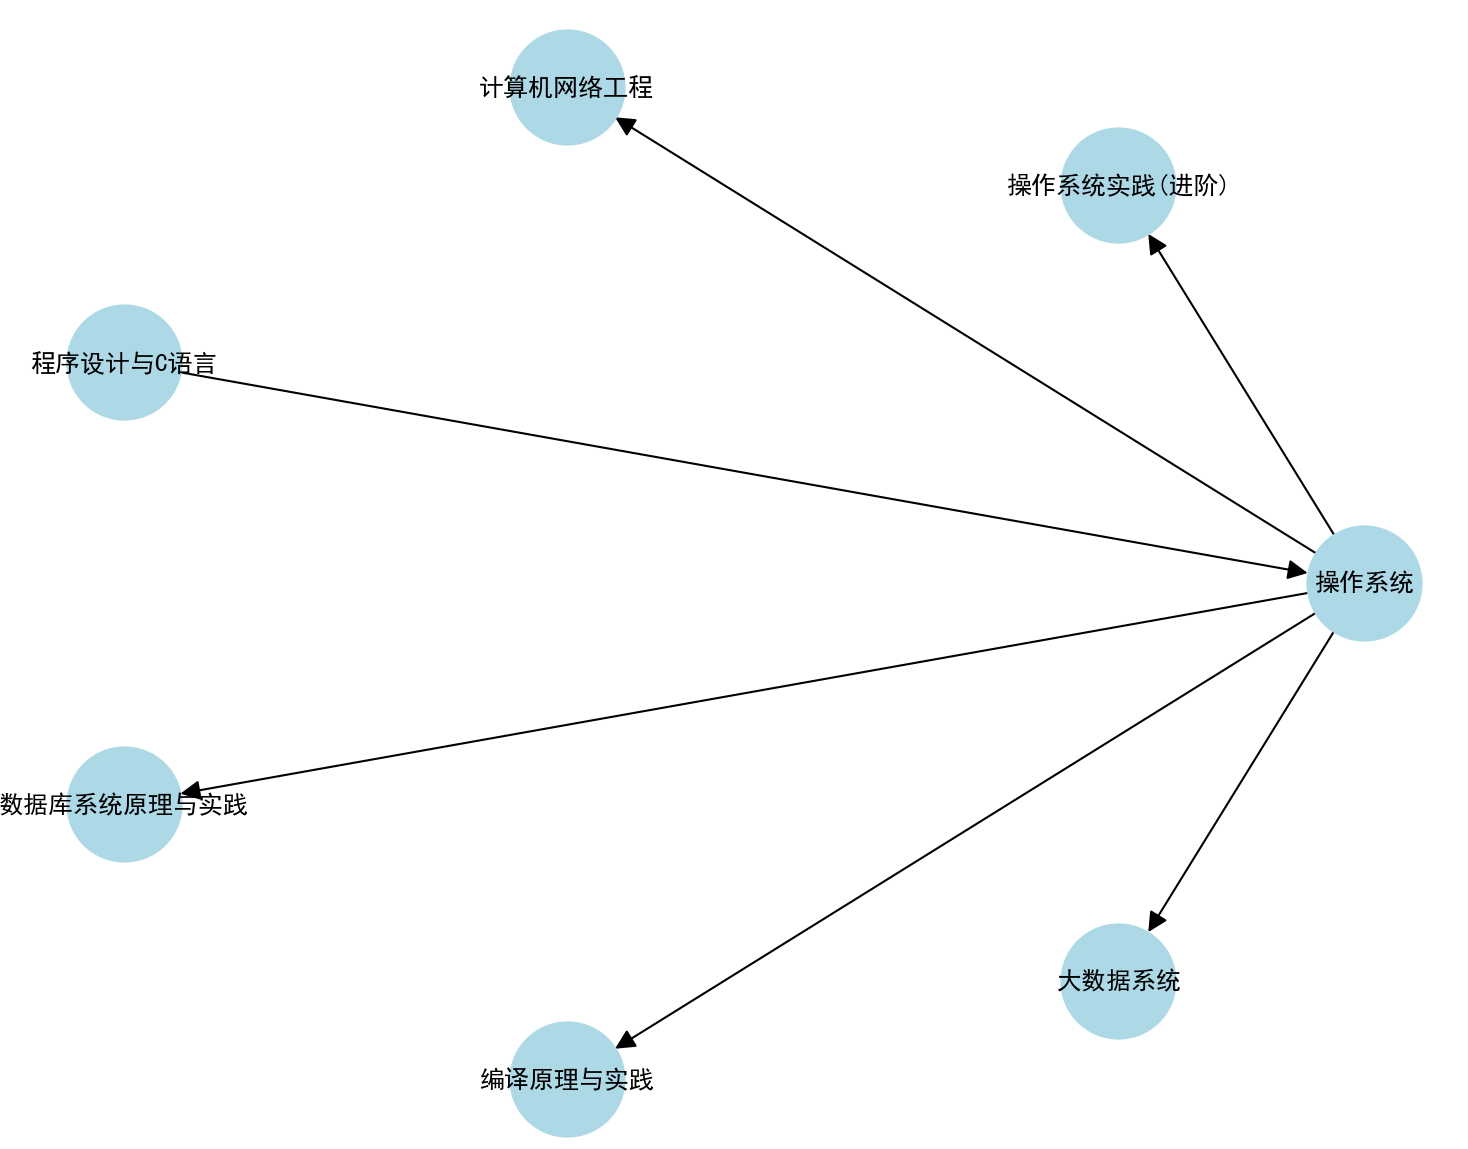 计算机网络工程
操作系统实践(进阶)
程序设计与C语言
操作系统
数据库系统原理与实践
大数据系统
编译原理与实践